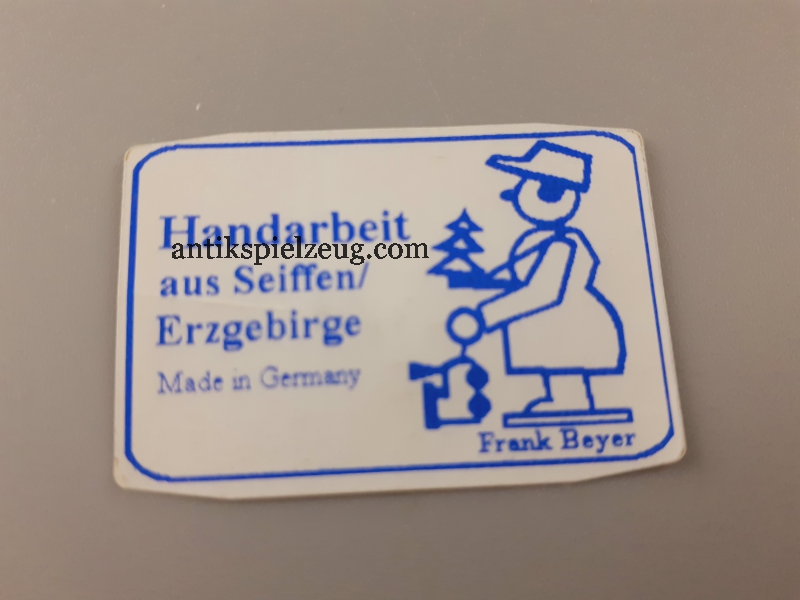 Handarbeit
antikspielzeug.com
aus Seiffen/
Erzgebirge
Made in Germany
Frank Beyer